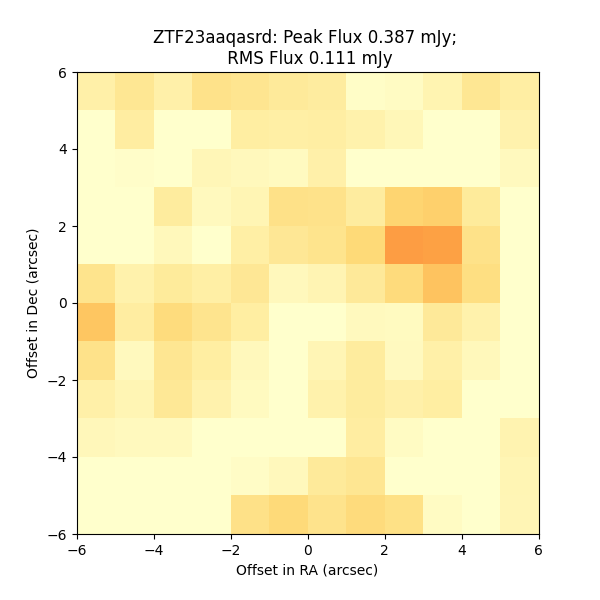 ZTF23aaqasrd: Peak Flux 0.387 mJy;
RMS Flux 0.111 mJy
6
4
2
0
−2
−4
−6
Offset in Dec (arcsec)
−6 −4 −2 0 2 4 6
Offset in RA (arcsec)